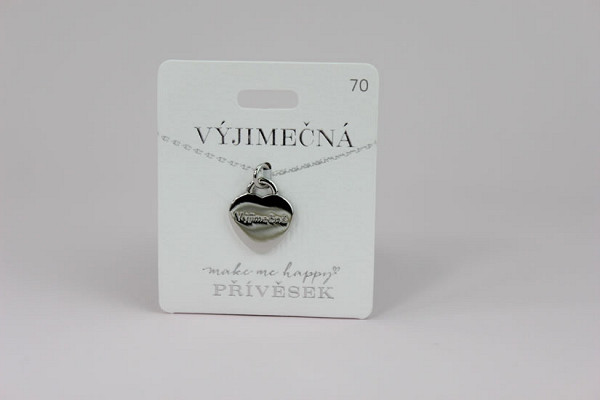 70
VÝJIMEČNÁ
Výjimečná
make me happy
PŘÍVĚSEK